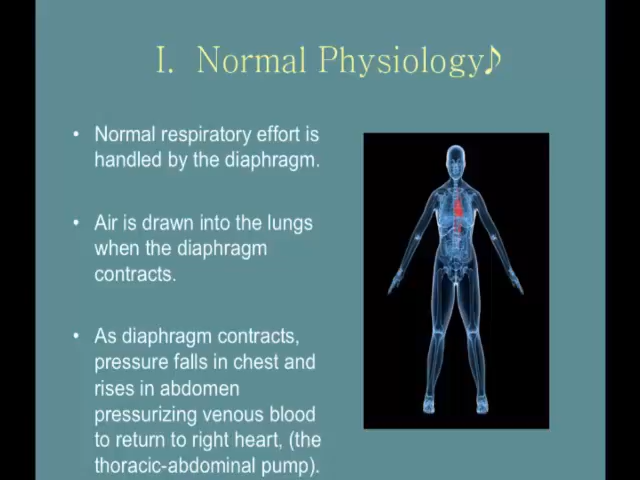 I. Normal Physiology♪
• Normal respiratory effort is
handled by the diaphragm.
• Air is drawn into the lungs
when the diaphragm
contracts.
• As diaphragm contracts,
pressure falls in chest and
rises in abdomen
pressurizing venous blood
to return to right heart, (the
thoracic-abdominal pump).